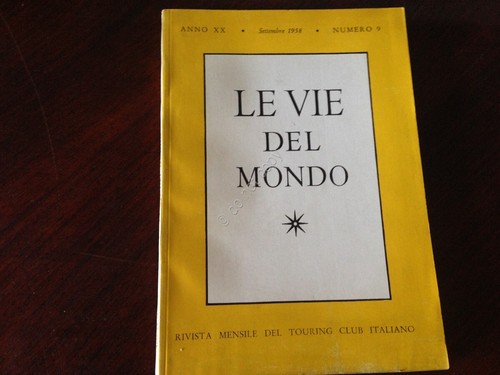 ANNO XX ★ Settembre 1958 ★ NUMERO 9
LE VIE
DEL
MONDO
RIVISTA MENSILE DEL TOURING CLUB ITALIANO